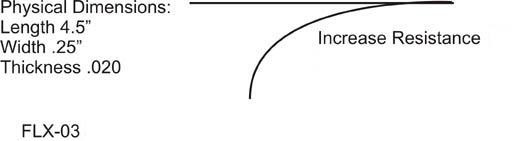 Physical Dimensions:
Length 4.5”
Width .25”
Thickness .020
Increase Resistance
FLX-03